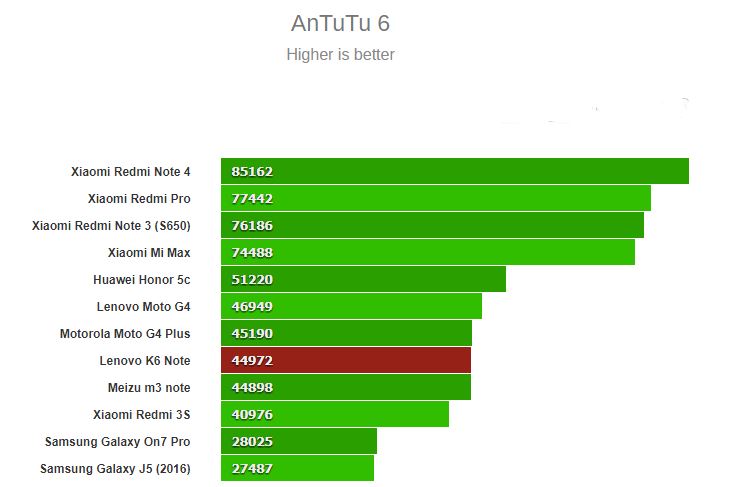 AnTuTu 6
Higher is better
Xiaomi Redmi Note 4 85162
Xiaomi Redmi Pro 77442
Xiaomi Redmi Note 3 (S650) 76186
Xiaomi Mi Max 74488
Huawei Honor 5c 51220
Lenovo Moto G4 46949
Motorola Moto G4 Plus 45190
Lenovo K6 Note 44972
Meizu m3 note 44898
Xiaomi Redmi 3S 40976
Samsung Galaxy On7 Pro 28025
Samsung Galaxy J5 (2016) 27487